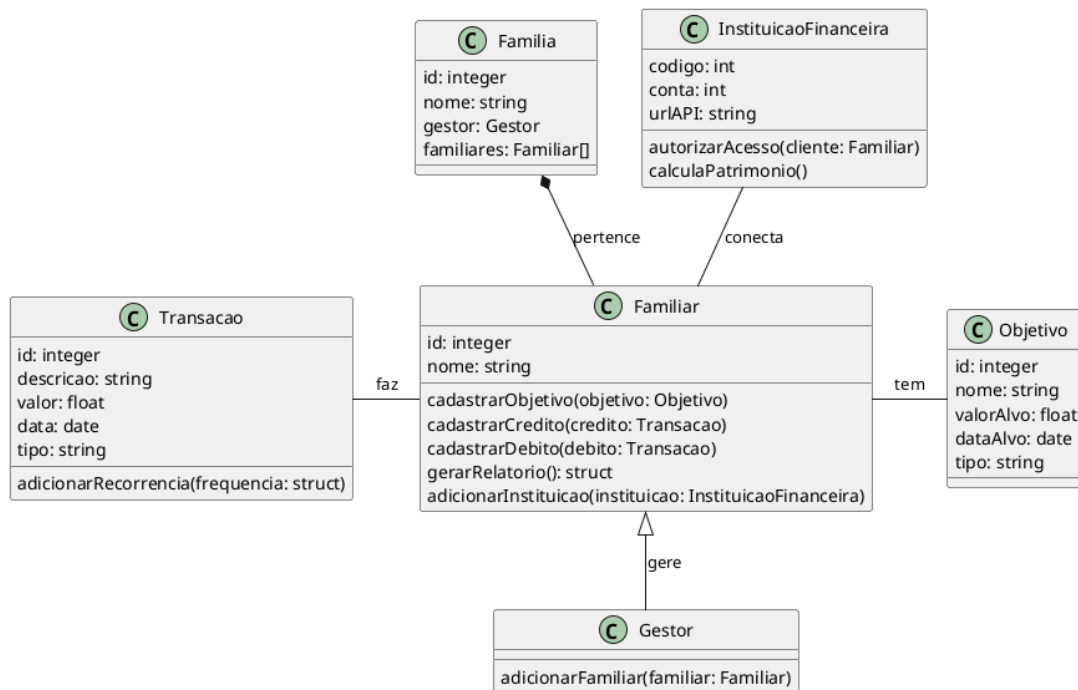 C Familia
id: integer
nome: string
gestor: Gestor
familiares: Familiar[]
C InstituicaoFinanceira
codigo: int
conta: int
urlAPI: string
autorizarAcesso(cliente: Familiar)
calculaPatrimonio()
pertence
conecta
C Transacao
id: integer
descricao: string
valor: float
data: date
tipo: string
adicionarRecorrencia(frequencia: struct)
faz
C Familiar
id: integer
nome: string
cadastrarObjetivo(objetivo: Objetivo)
cadastrarCredito(credito: Transacao)
cadastrarDebito(debito: Transacao)
gerarRelatorio(): struct
adicionarInstituicao(instituicao: InstituicaoFinanceira)
tem
C Objetivo
id: integer
nome: string
valorAlvo: float
dataAlvo: date
tipo: string
gere
C Gestor
adicionarFamiliar(familiar: Familiar)